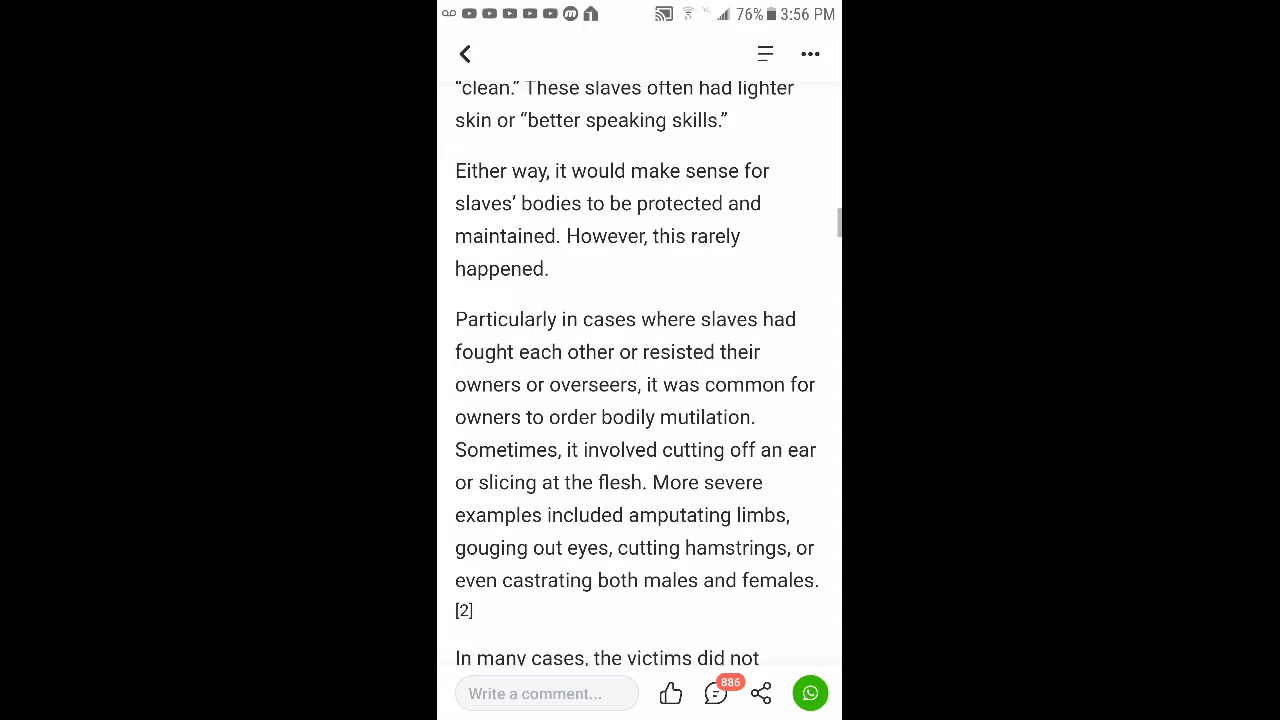 76% 3:56 PM
“clean.” These slaves often had lighter
skin or “better speaking skills.”
Either way, it would make sense for
slaves’ bodies to be protected and
maintained. However, this rarely
happened.
Particularly in cases where slaves had
fought each other or resisted their
owners or overseers, it was common for
owners to order bodily mutilation.
Sometimes, it involved cutting off an ear
or slicing at the flesh. More severe
examples included amputating limbs,
gouging out eyes, cutting hamstrings, or
even castrating both males and females.
[2]
In many cases, the victims did not
Write a comment...
886